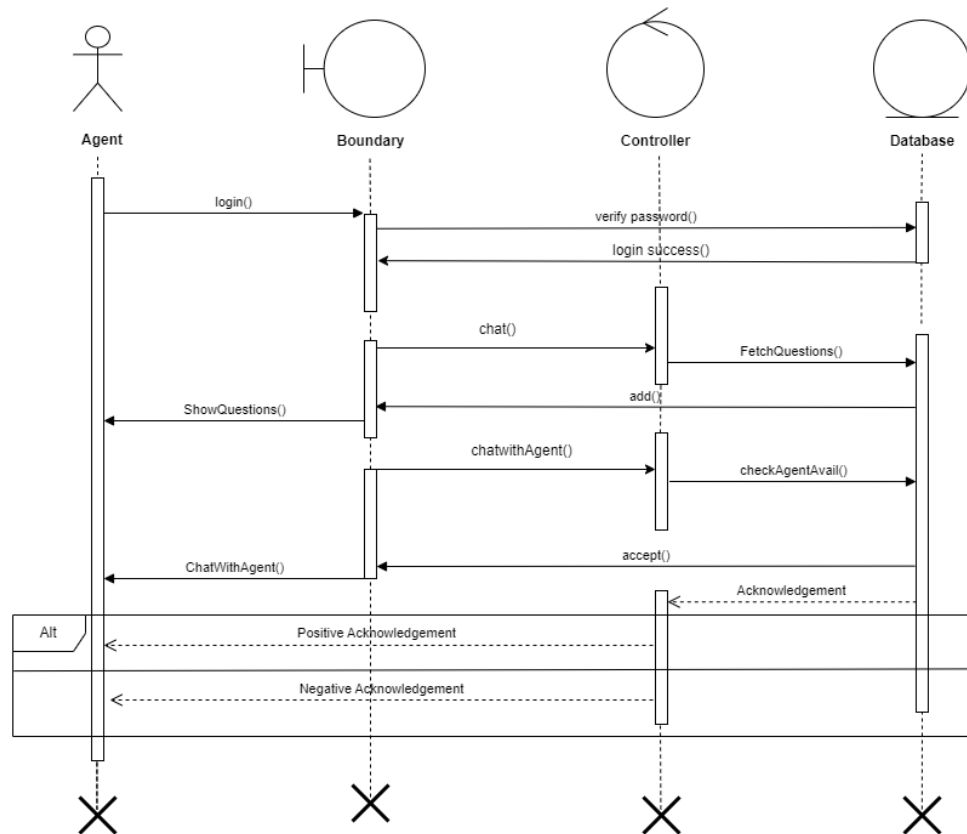 Agent
Boundary
Controller
Database
login()
verify password()
login success()
chat()
FetchQuestions()
add()
ShowQuestions()
chatwithAgent()
checkAgentAvail()
accept()
ChatWithAgent()
Acknowledgement
Alt
Positive Acknowledgement
Negative Acknowledgement